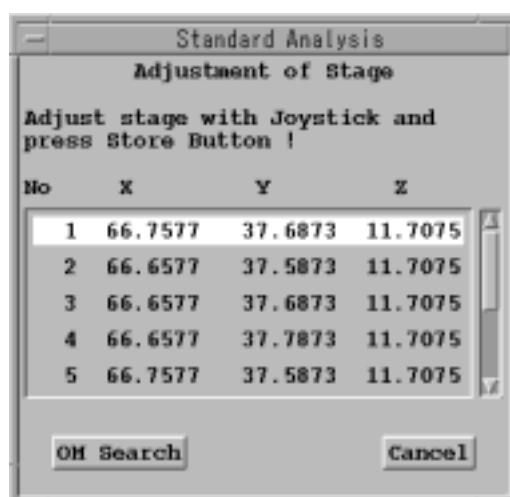 Standard Analysis
Adjustment of Stage
Adjust stage with Joystick and
press Store Button !
No X Y Z
1 66.7577 37.6873 11.7075
2 66.6577 37.5873 11.7075
3 66.6577 37.6873 11.7075
4 66.6577 37.7873 11.7075
5 66.7577 37.5873 11.7075
OM Search Cancel